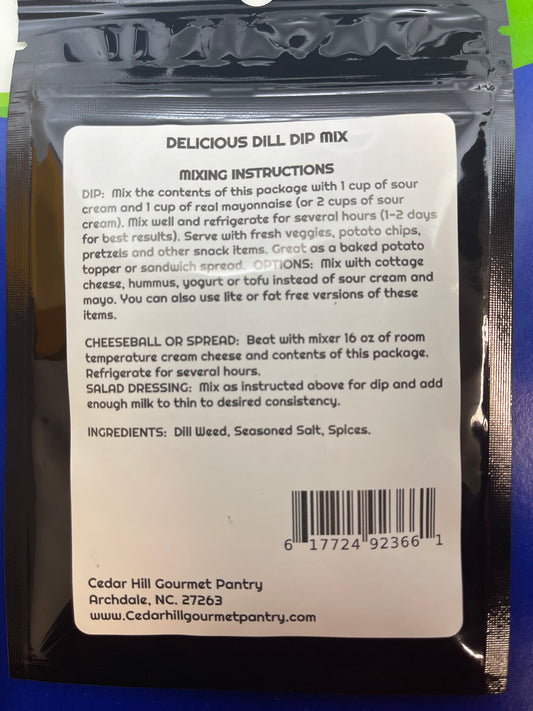 DELICIOUS DILL DIP MIX
MIXING INSTRUCTIONS
DIP: Mix the contents of this package with 1 cup of sour
cream and 1 cup of real mayonnaise (or 2 cups of sour
cream). Mix well and refrigerate for several hours (1-2 days
for best results). Serve with fresh veggies, potato chips,
pretzels and other snack items. Great as a baked potato
topper or sandwich spread. OPTIONS: Mix with cottage
cheese, hummus, yogurt or tofu instead of sour cream and
mayo. You can also use lite or fat free versions of these
items.
CHEESEBALL OR SPREAD: Beat with mixer 16 oz of room
temperature cream cheese and contents of this package.
Refrigerate for several hours.
SALAD DRESSING: Mix as instructed above for dip and add
enough milk to thin to desired consistency.
INGREDIENTS: Dill Weed, Seasoned Salt, Spices.
6 17724 92366 1
Cedar Hill Gourmet Pantry
Archdale, NC. 27263
www.Cedarhillgourmetpantry.com